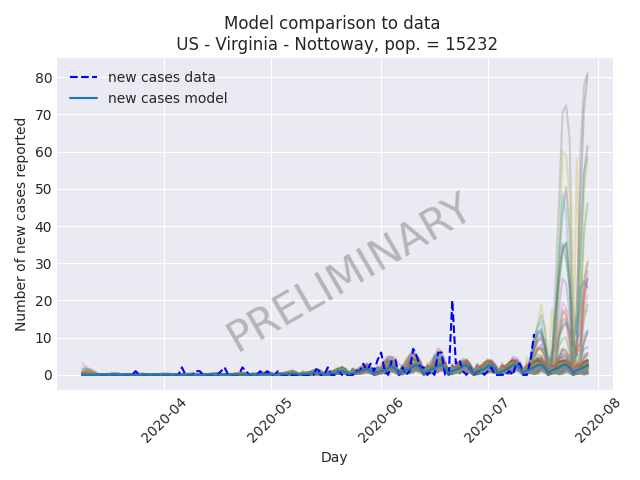 Model comparison to data
US - Virginia - Nottoway, pop. = 15232
new cases data
new cases model
PRELIMINARY
Number of new cases reported
80
70
60
50
40
30
20
10
0
2020-04
2020-05
2020-06
2020-07
2020-08
Day